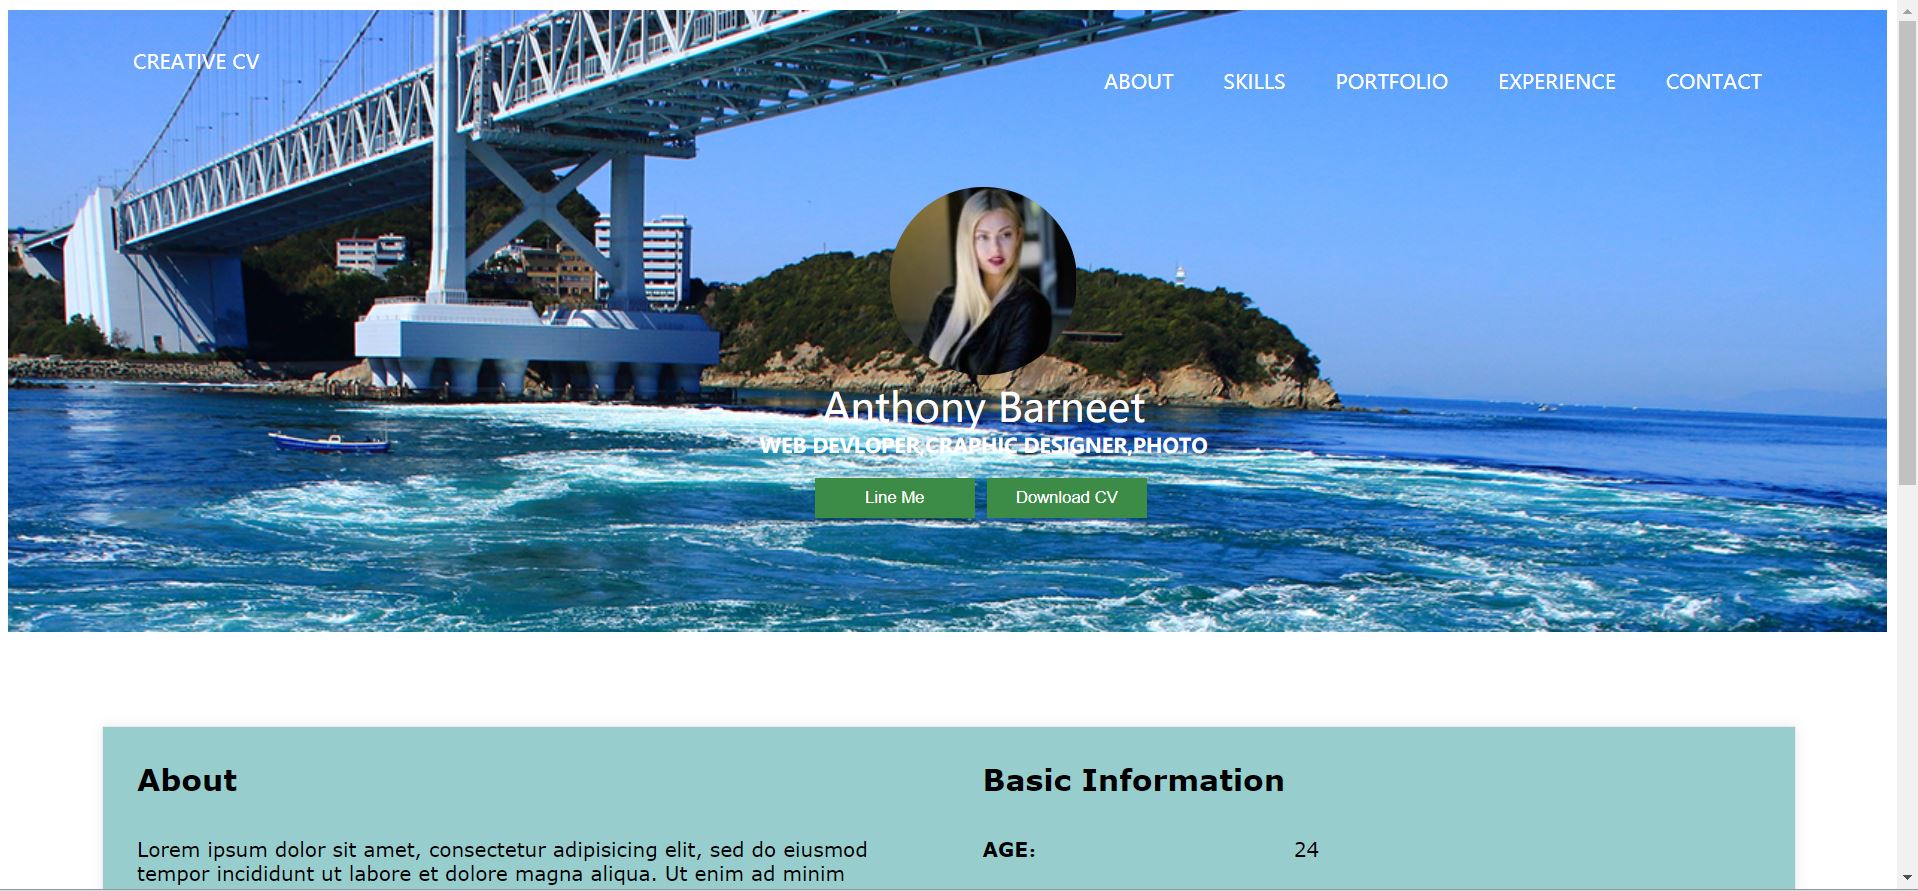 CREATIVE CV
ABOUT SKILLS PORTFOLIO EXPERIENCE CONTACT
Anthony Barneet
WEB DEVLOPER,CRAPHIC DESIGNER,PHOTO
Line Me Download CV
About
Lorem ipsum dolor sit amet, consectetur adipisicing elit, sed do eiusmod
tempor incididunt ut labore et dolore magna aliqua. Ut enim ad minim
Basic Information
AGE: 24